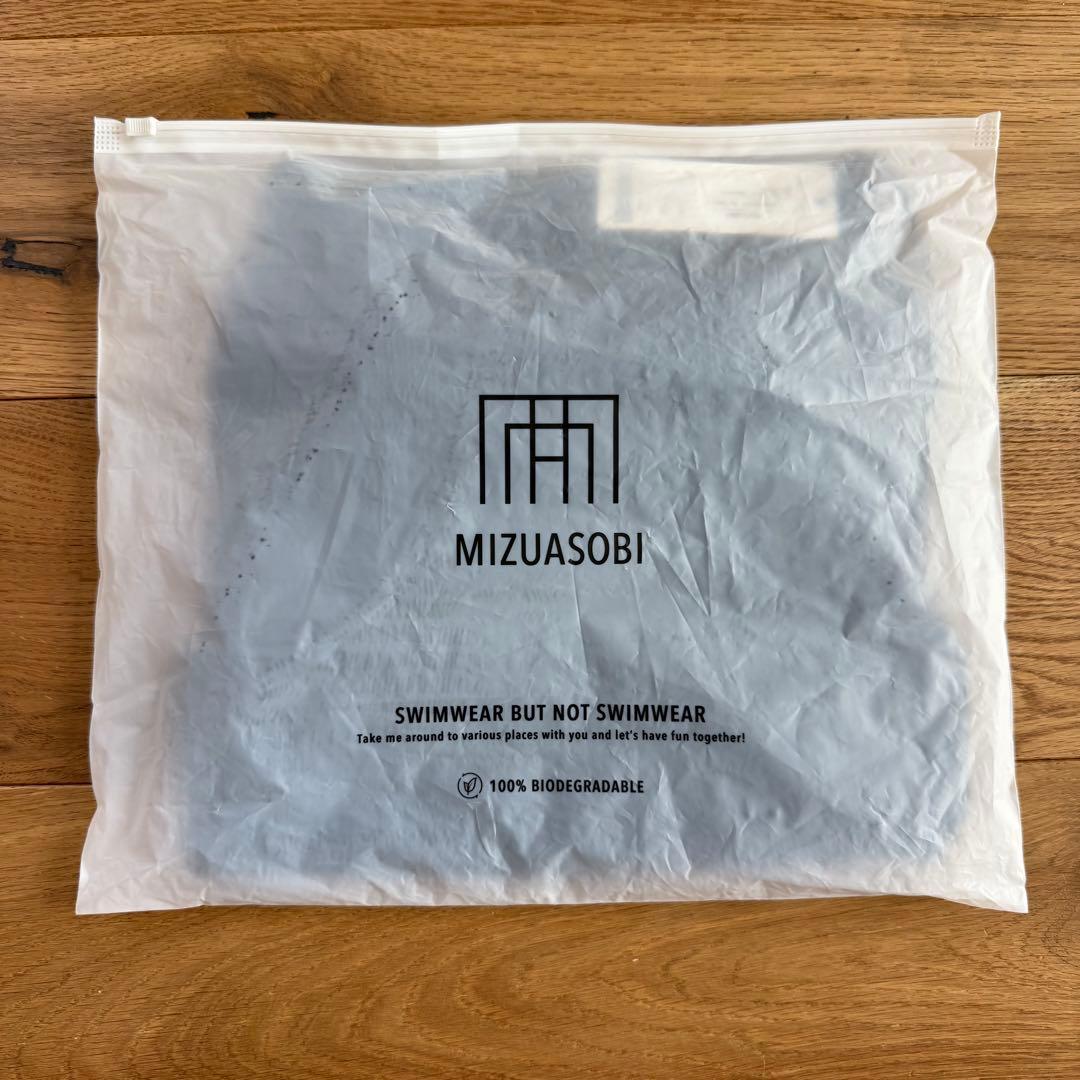 MIZUASOBI
SWIMWEAR BUT NOT SWIMWEAR
Take me around to various places with you and let's have fun together!
100% BIODEGRADABLE